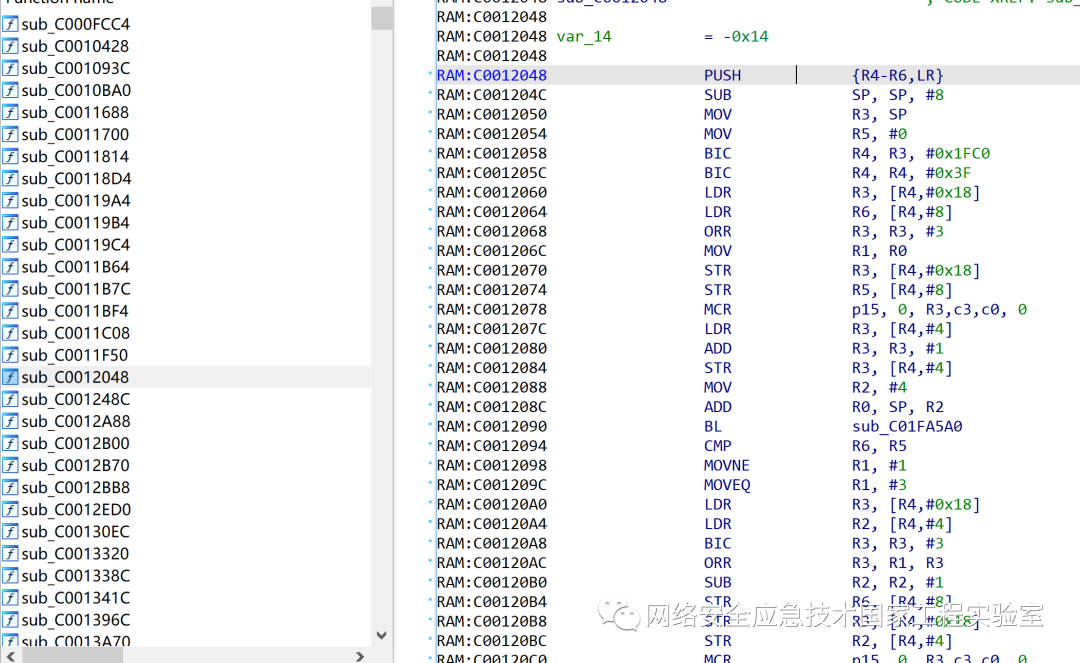 Function name
sub_C000FCC4
sub_C0010428
sub_C001093C
sub_C0010BA0
sub_C0011688
sub_C0011700
sub_C0011814
sub_C00118D4
sub_C00119A4
sub_C00119B4
sub_C00119C4
sub_C0011B64
sub_C0011B7C
sub_C0011BF4
sub_C0011C08
sub_C0011F50
sub_C0012048
sub_C001248C
sub_C0012A88
sub_C0012B00
sub_C0012B70
sub_C0012BB8
sub_C0012ED0
sub_C00130EC
sub_C0013320
sub_C001338C
sub_C001341C
sub_C001396C
sub_C0013A70
RAM:C0012048 sub_C0012048 ; CODE XREF: sub_
RAM:C0012048
RAM:C0012048 var_14 = -0x14
RAM:C0012048
RAM:C0012048 PUSH {R4-R6,LR}
RAM:C001204C SUB SP, SP, #8
RAM:C0012050 MOV R3, SP
RAM:C0012054 MOV R5, #0
RAM:C0012058 BIC R4, R3, #0x1FC0
RAM:C001205C BIC R4, R4, #0x3F
RAM:C0012060 LDR R3, [R4,#0x18]
RAM:C0012064 LDR R6, [R4,#8]
RAM:C0012068 ORR R3, R3, #3
RAM:C001206C MOV R1, R0
RAM:C0012070 STR R3, [R4,#0x18]
RAM:C0012074 STR R5, [R4,#8]
RAM:C0012078 MCR p15, 0, R3,c3,c0, 0
RAM:C001207C LDR R3, [R4,#4]
RAM:C0012080 ADD R3, R3, #1
RAM:C0012084 STR R3, [R4,#4]
RAM:C0012088 MOV R2, #4
RAM:C001208C ADD R0, SP, R2
RAM:C0012090 BL sub_C01FA5A0
RAM:C0012094 CMP R6, R5
RAM:C0012098 MOVNE R1, #1
RAM:C001209C MOVEQ R1, #3
RAM:C00120A0 LDR R3, [R4,#0x18]
RAM:C00120A4 LDR R2, [R4,#4]
RAM:C00120A8 BIC R3, R3, #3
RAM:C00120AC ORR R3, R1, R3
RAM:C00120B0 SUB R2, R2, #1
RAM:C00120B4 STR R6, [R4,#8]
RAM:C00120B8 STR R3, [R4,#0x18]
RAM:C00120BC STR R2, [R4,#4]
RAM:C00120C0 MCR p15, 0, R3,c3,c0, 0
网络安全应急技术国家工程实验室